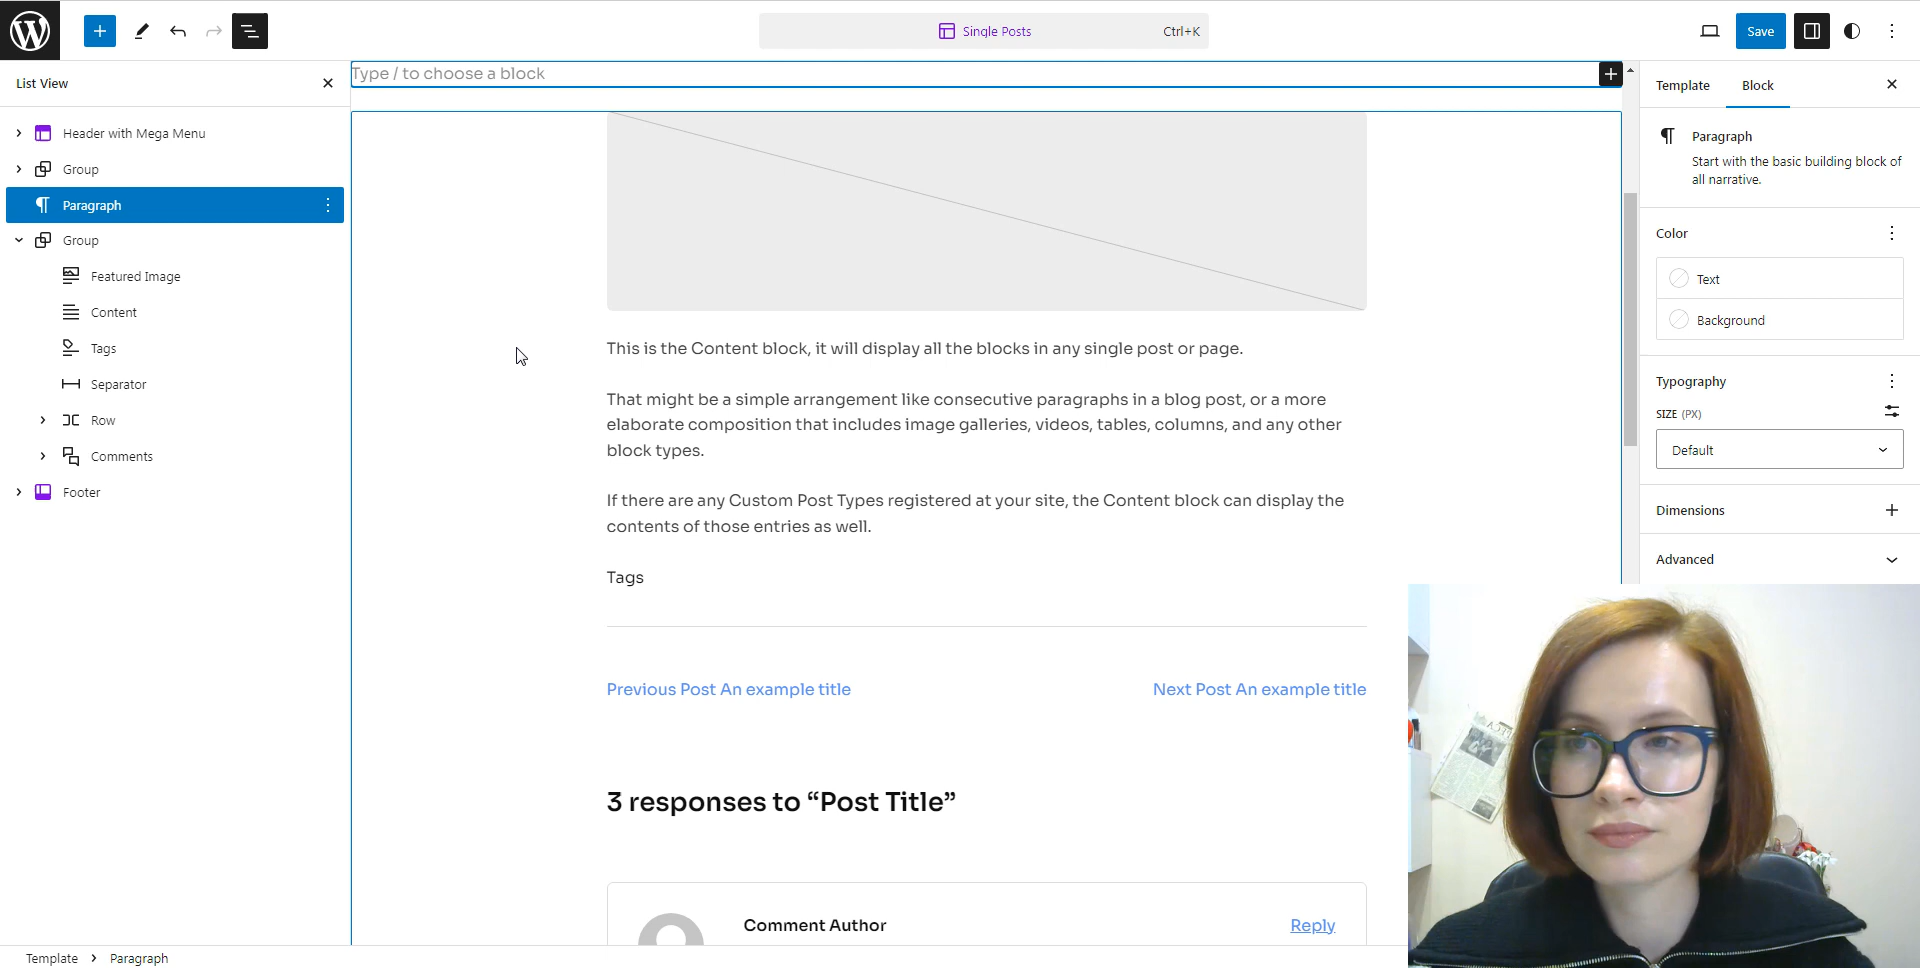 Single Posts
Ctrl+K
Save
List View
Header with Mega Menu
Group
Paragraph
Group
Featured Image
Content
Tags
Separator
Row
Comments
Footer
Type / to choose a block
This is the Content block, it will display all the blocks in any single post or page.
That might be a simple arrangement like consecutive paragraphs in a blog post, or a more
elaborate composition that includes image galleries, videos, tables, columns, and any other
block types.
If there are any Custom Post Types registered at your site, the Content block can display the
contents of those entries as well.
Tags
Previous Post An example title
Next Post An example title
3 responses to “Post Title”
Comment Author
Reply
Template
Block
Paragraph
Start with the basic building block of
all narrative.
Color
Text
Background
Typography
SIZE (PX)
Default
Dimensions
Advanced
Template > Paragraph